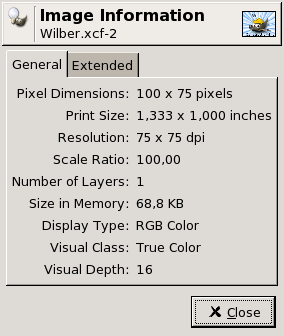 Image Information
Wilber.xcf-2
General Extended
Pixel Dimensions: 100 x 75 pixels
Print Size: 1,333 x 1,000 inches
Resolution: 75 x 75 dpi
Scale Ratio: 100,00
Number of Layers: 1
Size in Memory: 68,8 KB
Display Type: RGB Color
Visual Class: True Color
Visual Depth: 16
Close